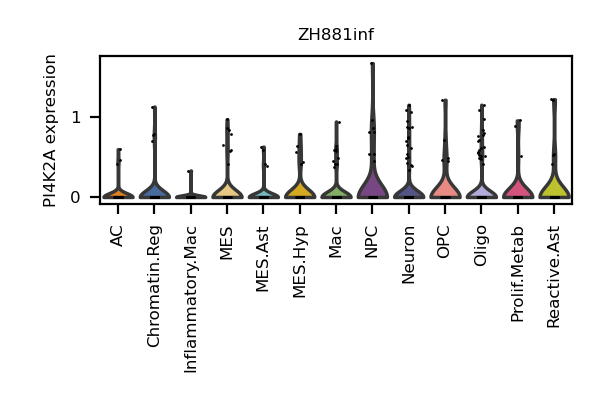 ZH881inf
PI4K2A expression
1
0
AC
Chromatin.Reg
Inflammatory.Mac
MES
MES.Ast
MES.Hyp
Mac
NPC
Neuron
OPC
Oligo
Prolif.Metab
Reactive.Ast